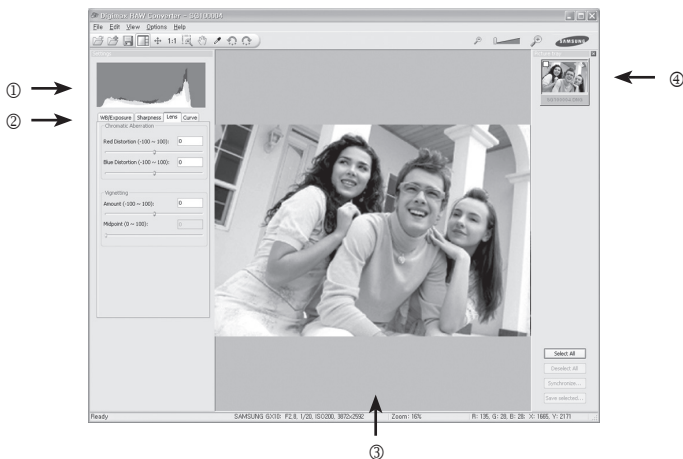 Digimax RAW Converter - SG100004
File Edit View Options Help
1:1
SAMSUNG
①
②
④
WB/Exposure Sharpness Lens Curve
Chromatic Aberration
Red Distortion (-100 ~ 100): 0
Blue Distortion (-100 ~ 100): 0
Vignetting
Amount (-100 ~ 100): 0
Midpoint (0 ~ 100): 0
Select All
Deselect All
Synchronize...
Save selected...
Ready
SAMSUNG GX10: F2.8, 1/20, ISO200, 3872x2592
Zoom: 16%
R: 135, G: 28, B: 28; X: 1665, Y: 2171
③